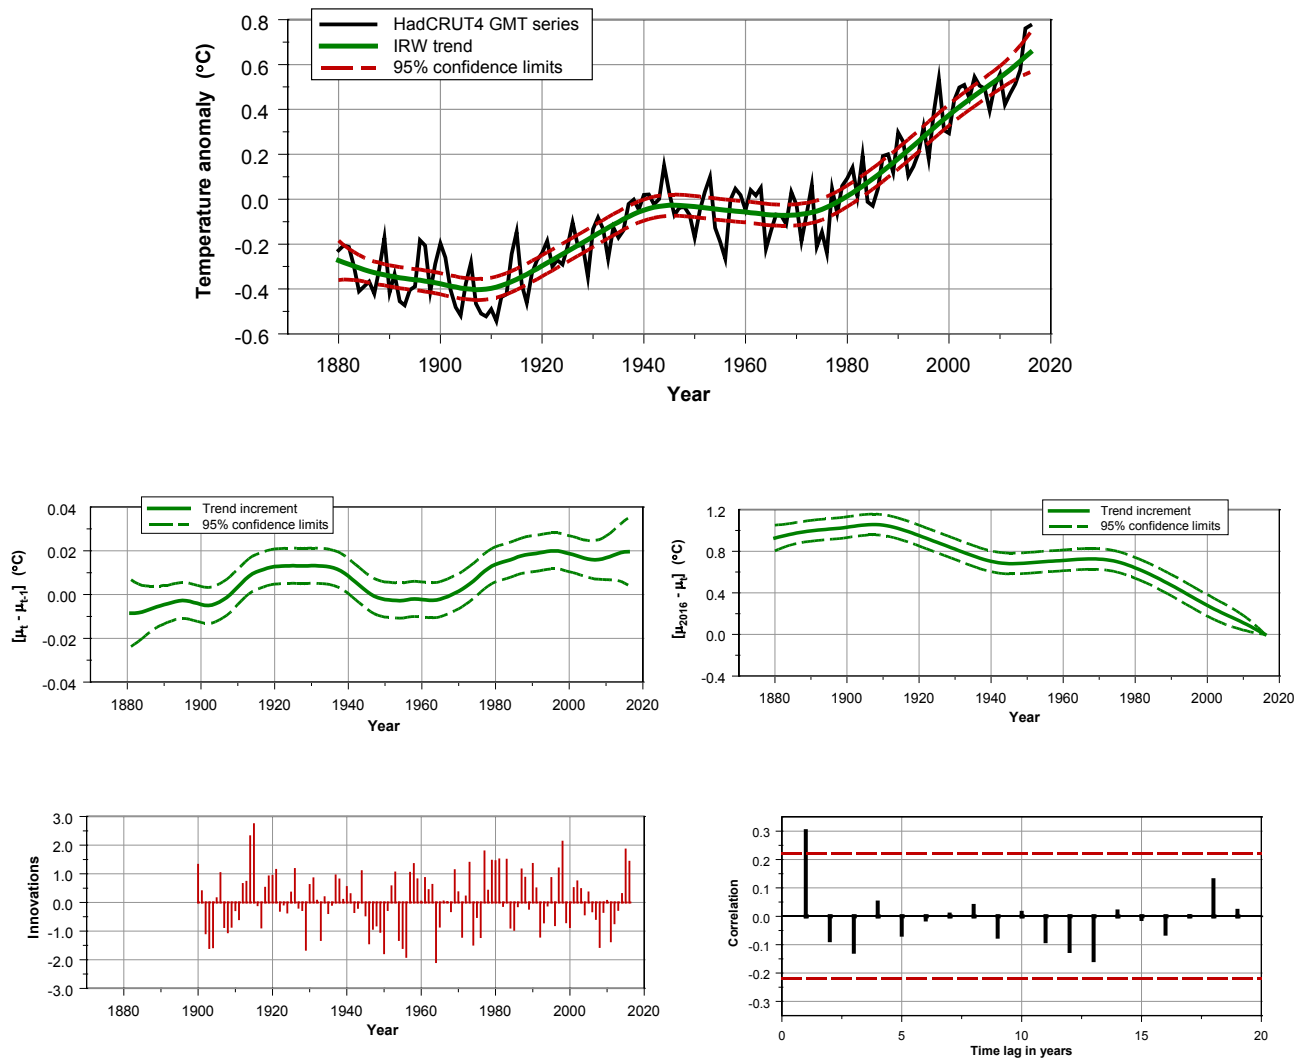 HadCRUT4 GMT series
IRW trend
95% confidence limits
Temperature anomaly (°C)
0.8
0.6
0.4
0.2
0.0
-0.2
-0.4
-0.6
1880 1900 1920 1940 1960 1980 2000 2020
Year
Trend increment
95% confidence limits
[μt - μt-1] (°C)
0.04
0.02
0.00
-0.02
-0.04
1880 1900 1920 1940 1960 1980 2000 2020
Year
Trend increment
95% confidence limits
[μ2016 - μt] (°C)
1.2
0.8
0.4
0.0
-0.4
1880 1900 1920 1940 1960 1980 2000 2020
Year
Innovations
3.0
2.0
1.0
0.0
-1.0
-2.0
-3.0
1880 1900 1920 1940 1960 1980 2000 2020
Year
Correlation
0.3
0.2
0.1
0.0
-0.1
-0.2
-0.3
0 5 10 15 20
Time lag in years